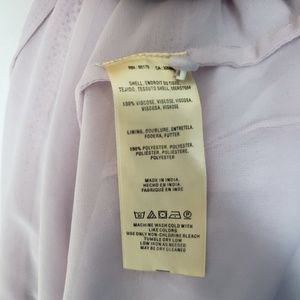 SHELL, ENDROIT DU TISSU,
TEJIDO, TESSUTO SHELL,
100% VISCOSE, VISCOSE, VISCOSA,
VISCOSA, VISKOSE
LINING, DOUBLURE, ENTRETELA,
FODERA, FUTTER
100% POLYESTER, POLYESTER,
POLIÉSTER, POLIESTERE,
POLYESTER
MADE IN INDIA.
HECHO EN INDIA.
FABRIQUÉ EN INDE
MACHINE WASH COLD WITH
LIKE COLORS
USE ONLY NON-CHLORINE BLEACH
TUMBLE DRY LOW
LOW IRON AS NEEDED
MAY BE DRY CLEANED